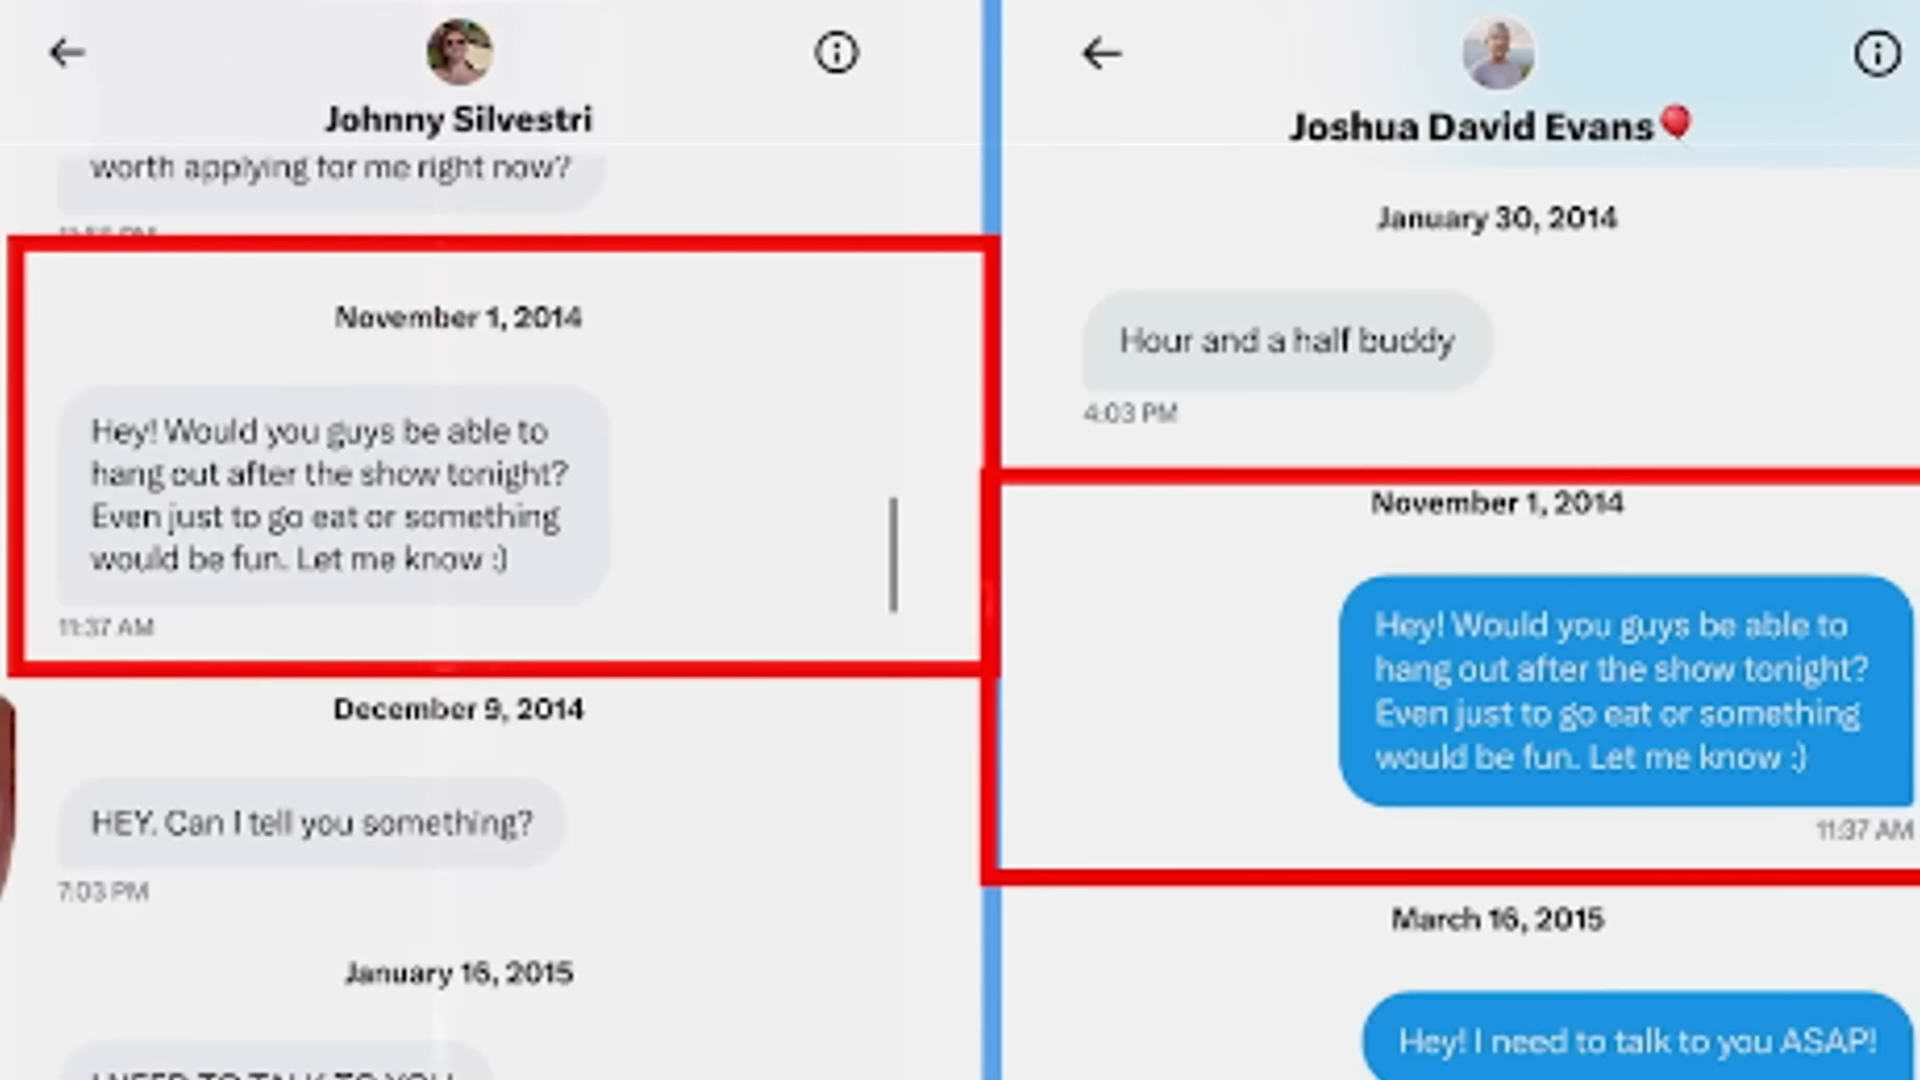 Johnny Silvestri
worth applying for me right now?
November 1, 2014
Hey! Would you guys be able to
hang out after the show tonight?
Even just to go eat or something
would be fun. Let me know :)
11:37 AM
December 9, 2014
HEY. Can I tell you something?
7:03 PM
January 16, 2015
I NEED TO TALK TO YOU
Joshua David Evans🎈
January 30, 2014
Hour and a half buddy
4:03 PM
November 1, 2014
Hey! Would you guys be able to
hang out after the show tonight?
Even just to go eat or something
would be fun. Let me know :)
11:37 AM
March 16, 2015
Hey! I need to talk to you ASAP!